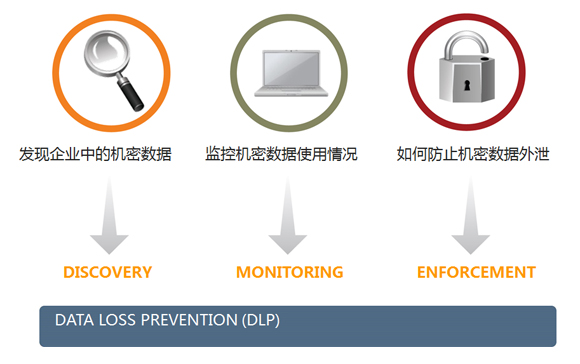 发现企业中的机密数据
监控机密数据使用情况
如何防止机密数据外泄
DISCOVERY
MONITORING
ENFORCEMENT
DATA LOSS PREVENTION (DLP)